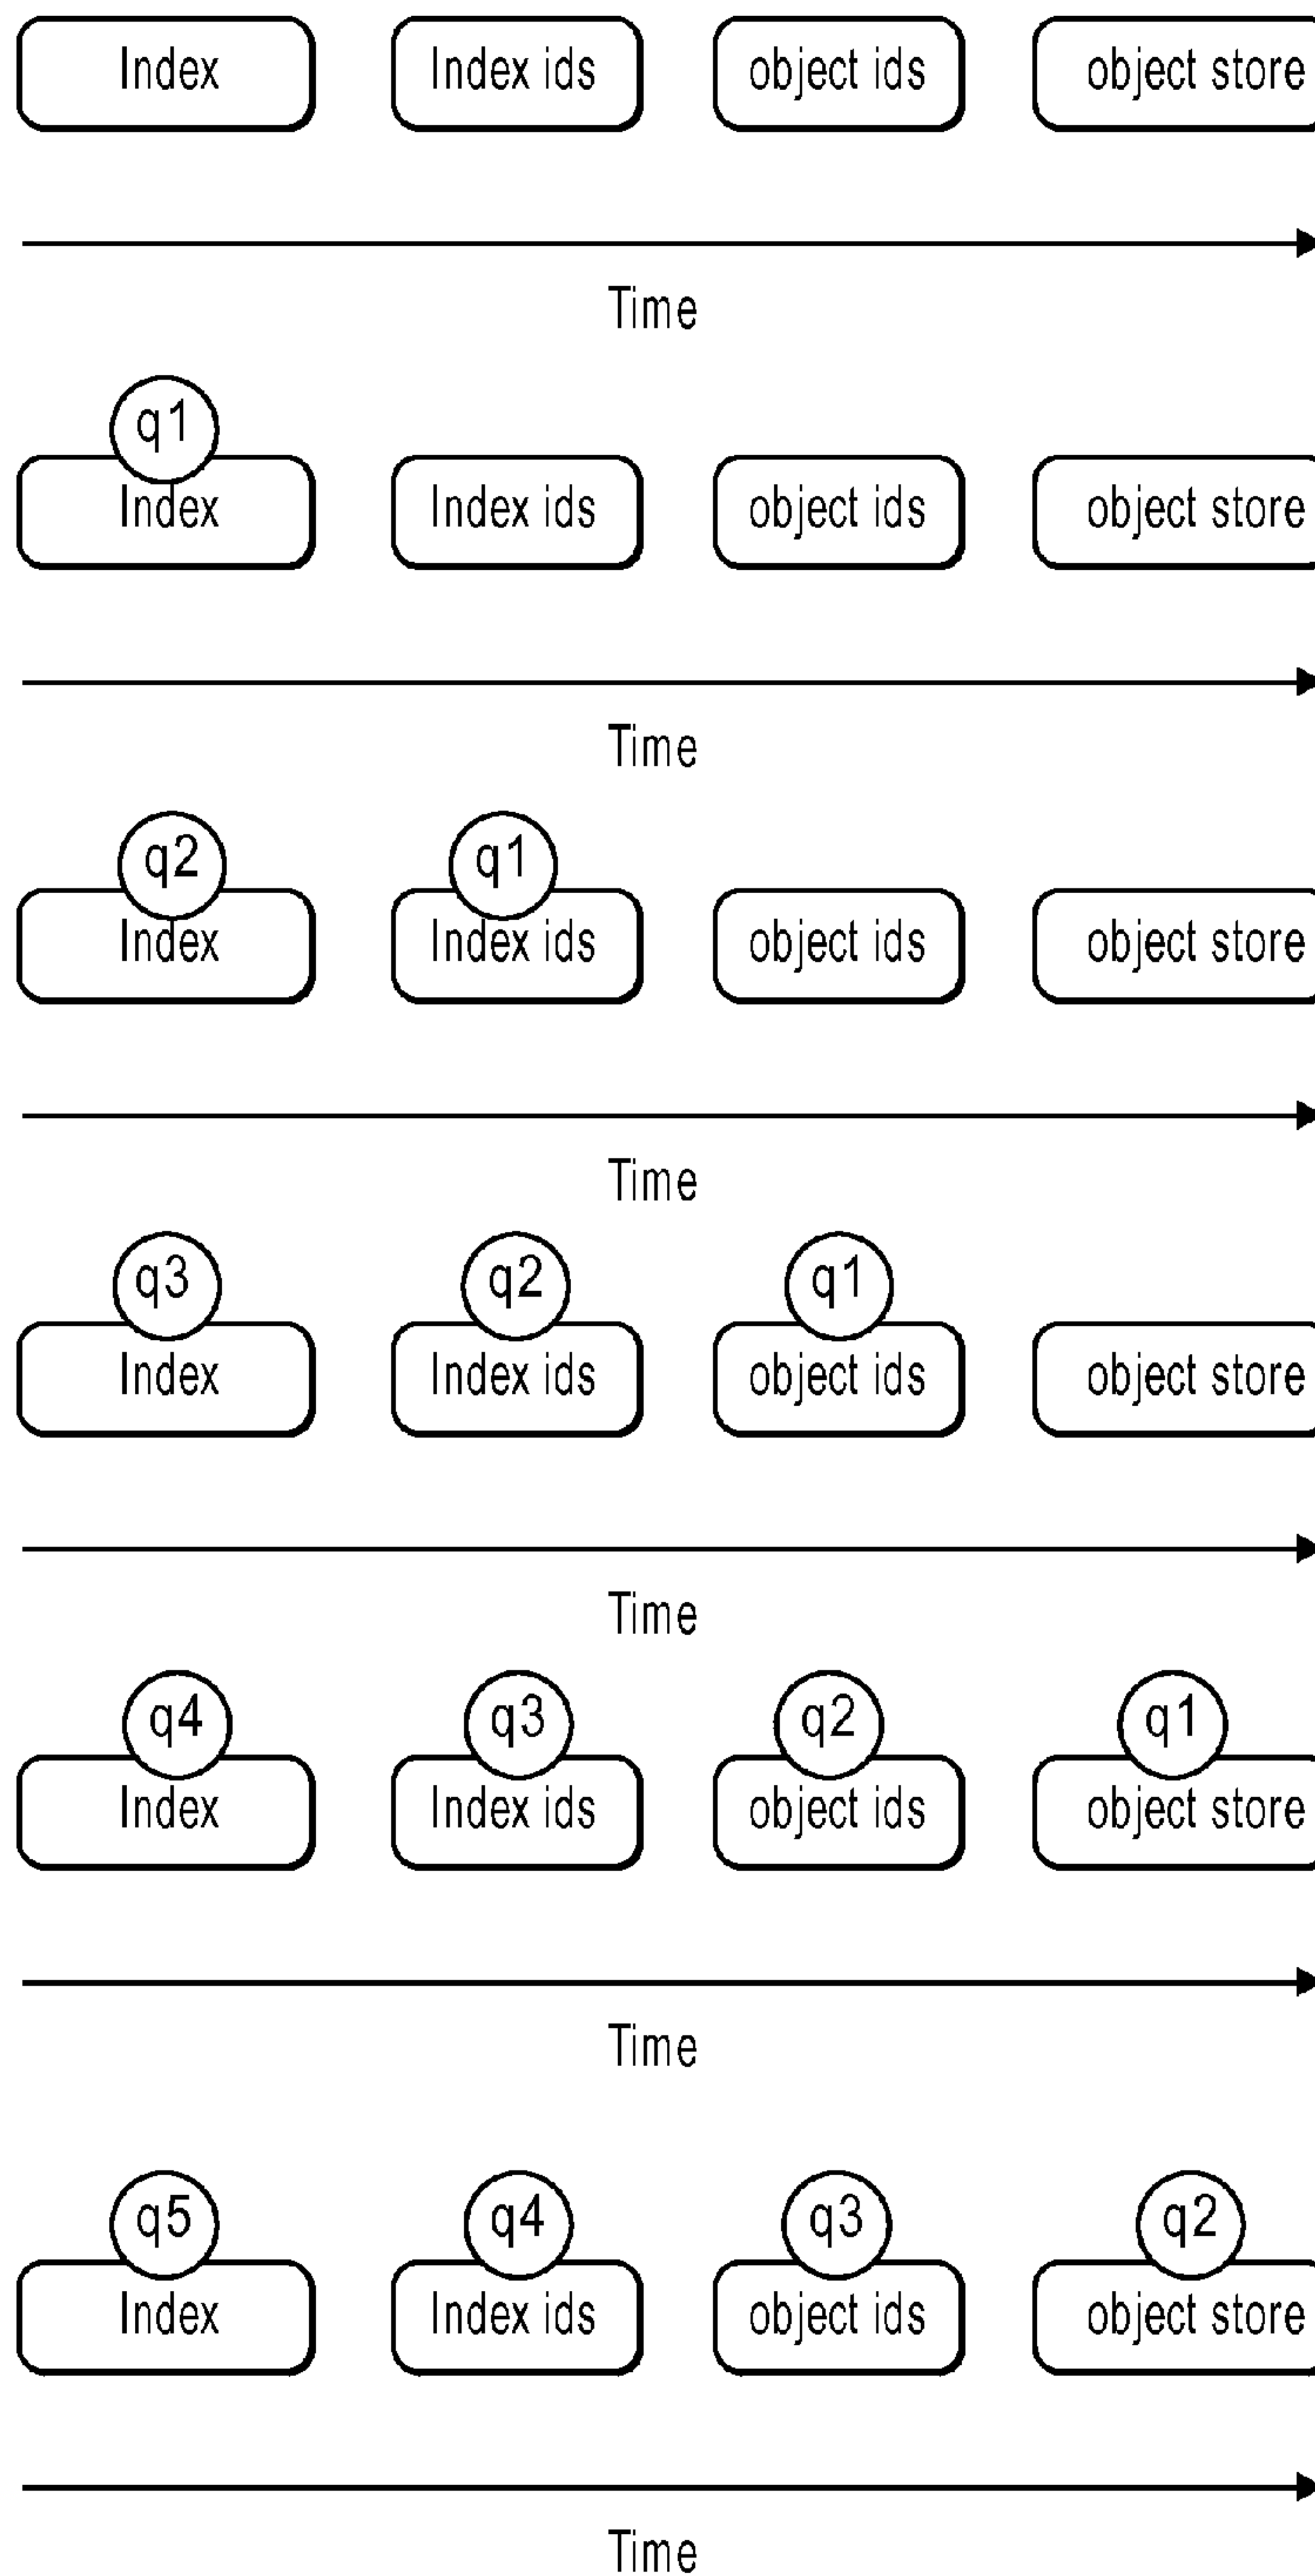 Index Index ids object ids object store
Time
q1
Index Index ids object ids object store
Time
q2 q1
Index Index ids object ids object store
Time
q3 q2 q1
Index Index ids object ids object store
Time
q4 q3 q2 q1
Index Index ids object ids object store
Time
q5 q4 q3 q2
Index Index ids object ids object store
Time